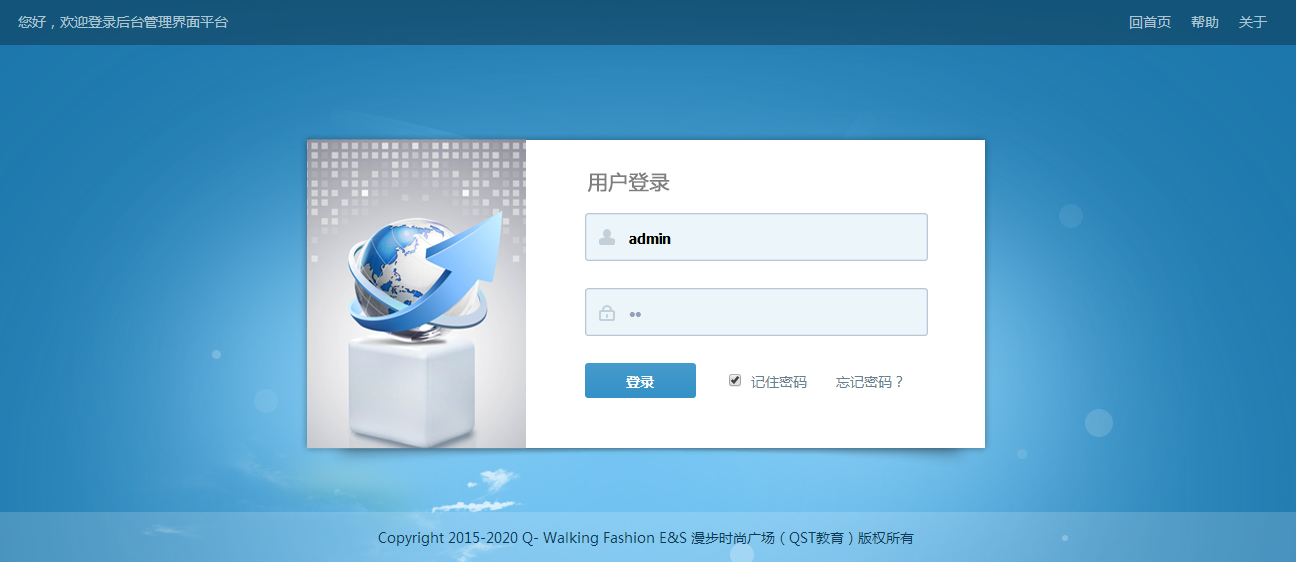 您好，欢迎登录后台管理界面平台
回首页 帮助 关于
用户登录
admin
••
登录 记住密码 忘记密码？
Copyright 2015-2020 Q- Walking Fashion E&S 漫步时尚广场（QST教育）版权所有